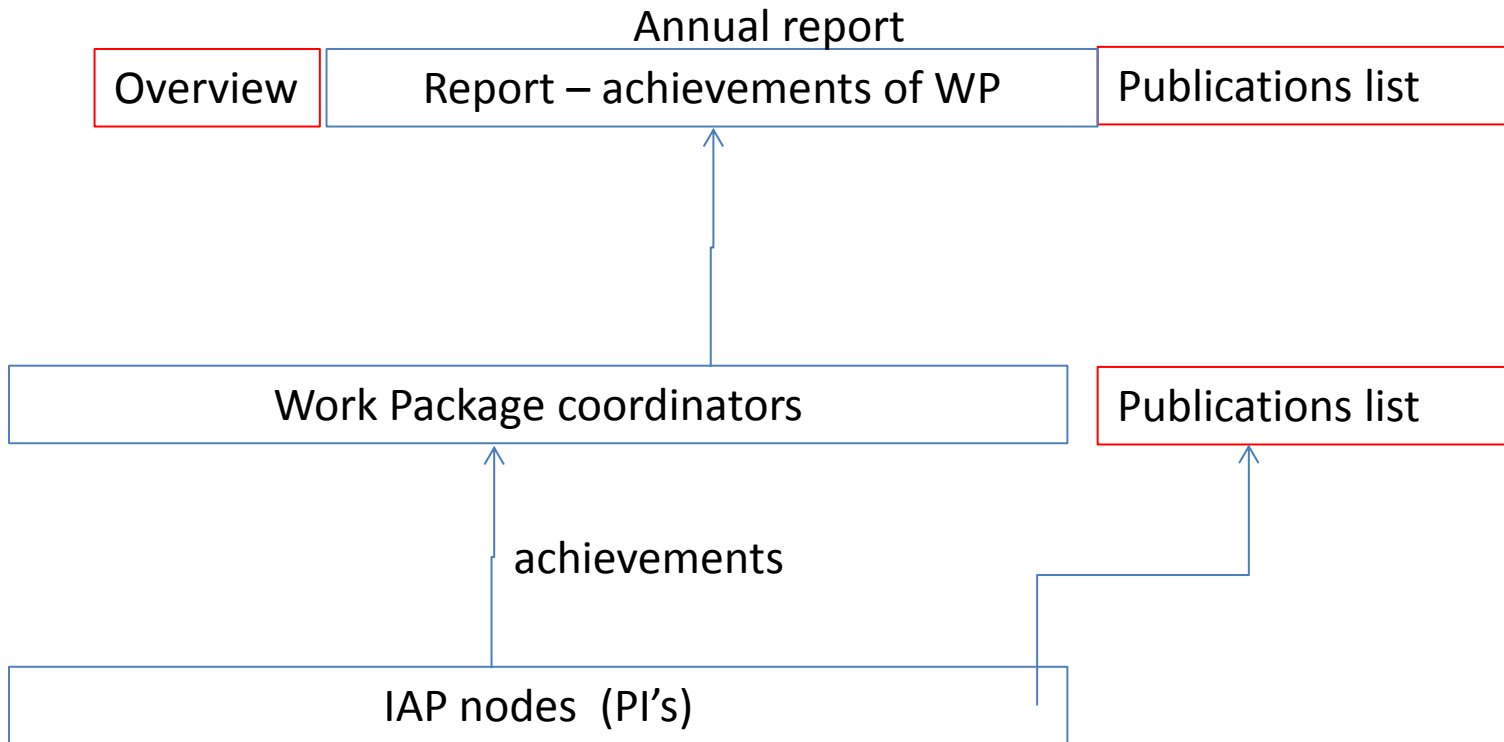 Annual report
Overview
Report – achievements of WP
Publications list
Work Package coordinators
Publications list
achievements
IAP nodes  (PI’s)